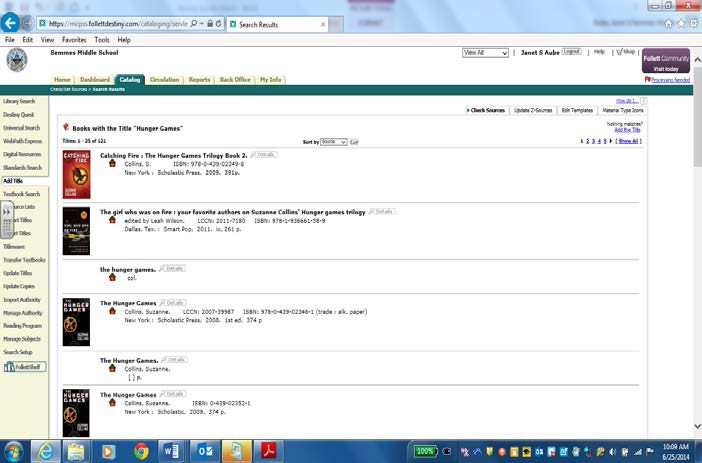 https://mcpss.follettdestiny.com/cataloging/servle
Search Results
File Edit View Favorites Tools Help
Semmes Middle School
View All
Janet S Aube
Logout
Help
Shop
Follett Community
Visit today
Home Dashboard Catalog Circulation Reports Back Office My Info
Processing Needed
Check/Set Sources > Search Results
How do I...
Library Search
Destiny Quest
Universal Search
WebPath Express
Digital Resources
Standards Search
Add Title
Textbook Search
Resource Lists
Import Titles
Export Titles
Titlewave
Transfer Textbooks
Update Titles
Update Copies
Import Authority
Manage Authority
Reading Program
Manage Subjects
Search Setup
FollettShelf
Check Sources Update Z-Sources Edit Templates Material Type Icons
Books with the Title "Hunger Games"
Nothing matches?
Add the Title
Titles: 1 - 25 of 121
Sort by Source Go!
1 2 3 4 5 [ Show All ]
Catching Fire : The Hunger Games Trilogy Book 2. Details
Collins, S. ISBN: 978-0-439-02349-8
New York : Scholastic Press, 2009. 391p.
The girl who was on fire : your favorite authors on Suzanne Collins' Hunger games trilogy Details
edited by Leah Wilson. LCCN: 2011-7180 ISBN: 978-1-936661-58-9
Dallas, Tex. : Smart Pop, 2011. ix, 261 p.
the hunger games. Details
col.
The Hunger Games Details
Collins, Suzanne. LCCN: 2007-39987 ISBN: 978-0-439-02348-1 (trade : alk. paper)
New York : Scholastic Press, 2008. 1st ed. 374 p
The Hunger Games. Details
Collins, Suzanne.
[ ] p.
The Hunger Games Details
Collins, Suzanne. ISBN: 0-439-02352-1
New York : Scholastic, 2009. 374 p.
CATCHING FIRE
THE HUNGER GAMES
THE HUNGER GAMES
100%
10:09 AM
6/25/2014